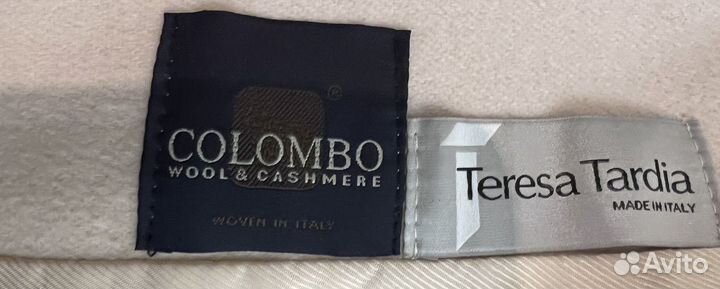 ®
COLOMBO
WOOL & CASHMERE
WOVEN IN ITALY
Teresa Tardia
MADE IN ITALY
Avito